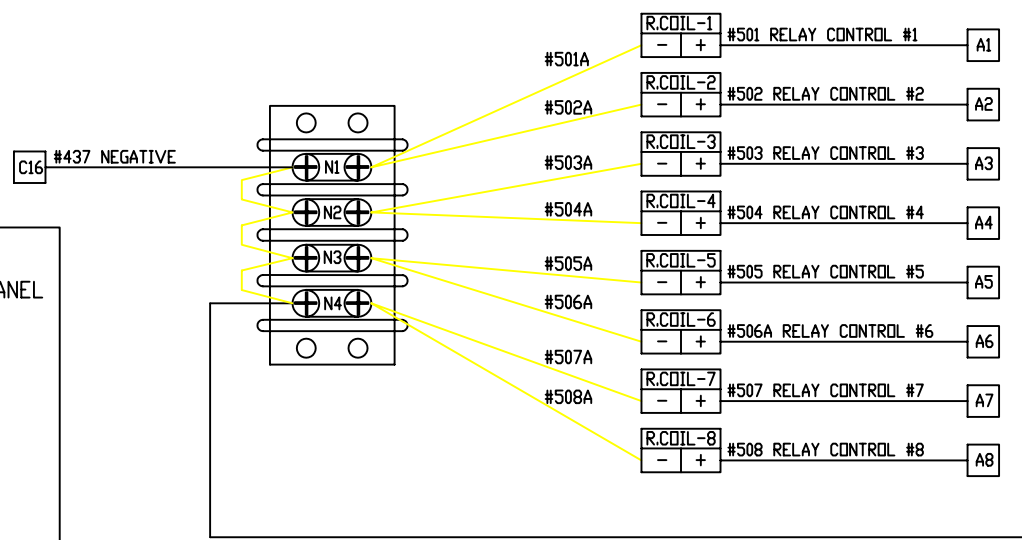 R.COIL-1
- +
#501 RELAY CONTROL #1
A1
#501A
R.COIL-2
- +
#502 RELAY CONTROL #2
A2
#502A
R.COIL-3
- +
#503 RELAY CONTROL #3
A3
C16
#437 NEGATIVE
N1
#503A
R.COIL-4
- +
#504 RELAY CONTROL #4
A4
N2
#504A
R.COIL-5
- +
#505 RELAY CONTROL #5
A5
N3
#505A
ANEL
N4
#506A
R.COIL-6
- +
#506A RELAY CONTROL #6
A6
#507A
R.COIL-7
- +
#507 RELAY CONTROL #7
A7
#508A
R.COIL-8
- +
#508 RELAY CONTROL #8
A8